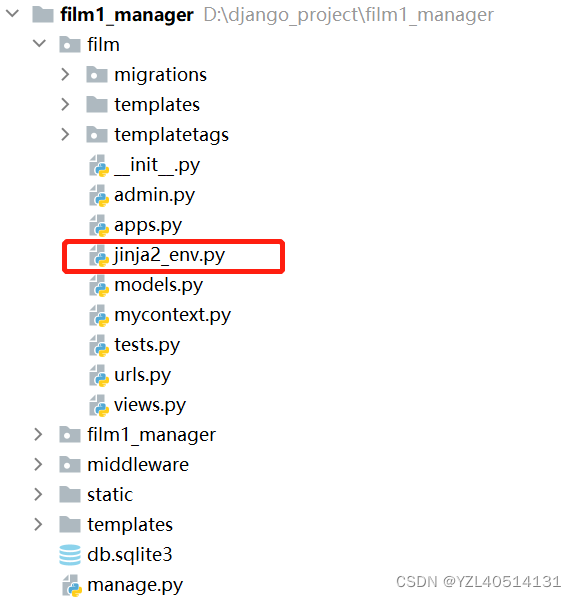 film1_manager D:\django_project\film1_manager
film
migrations
templates
templatetags
__init__.py
admin.py
apps.py
jinja2_env.py
models.py
mycontext.py
tests.py
urls.py
views.py
film1_manager
middleware
static
templates
db.sqlite3
manage.py
CSDN @YZL40514131